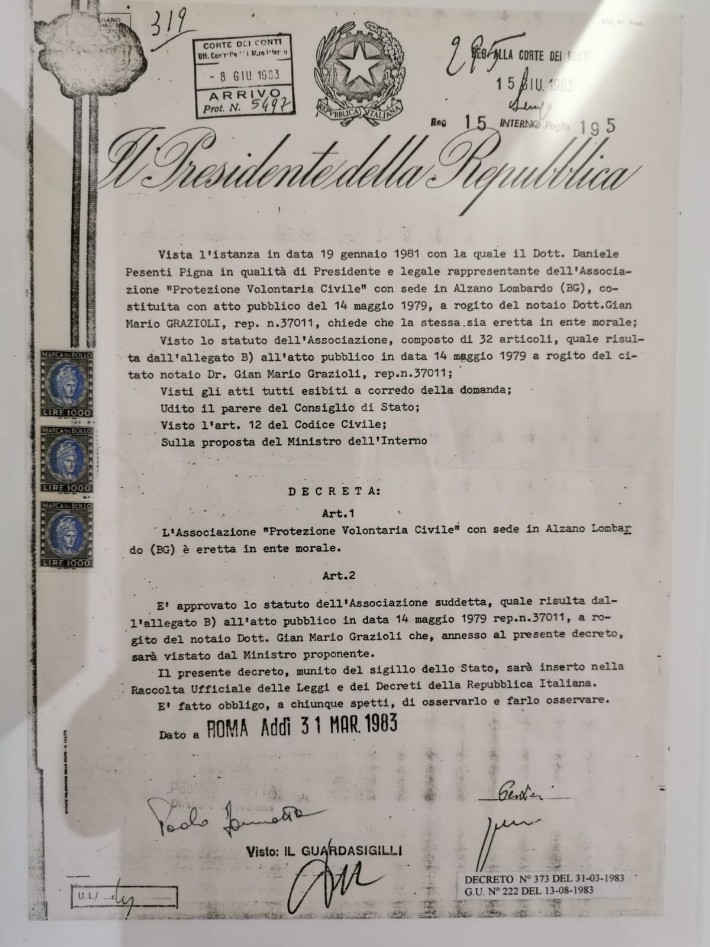 319
CORTE DEI CONTI
- 8 GIU. 1983
ARRIVO
Prot. N. 5492
REPVBBLICA ITALIANA
295
REG. ALLA CORTE DEI CONTI
15 GIU. 1983
Reg 15 INTERNO Foglio 195
Il Presidente della Repubblica
Vista l'istanza in data 19 gennaio 1981 con la quale il Dott. Daniele
Pesenti Pigna in qualità di Presidente e legale rappresentante dell'Associa-
zione "Protezione Volontaria Civile" con sede in Alzano Lombardo (BG), co-
stituita con atto pubblico del 14 maggio 1979, a rogito del notaio Dott.Gian
Mario GRAZIOLI, rep. n.37011, chiede che la stessa sia eretta in ente morale;
Visto lo statuto dell'Associazione, composto di 32 articoli, quale risul-
ta dall'allegato B) all'atto pubblico in data 14 maggio 1979 a rogito del ci-
tato notaio Dr. Gian Mario Grazioli, rep.n.37011;
Visti gli atti tutti esibiti a corredo della domanda;
Udito il parere del Consiglio di Stato;
Visto l'art. 12 del Codice Civile;
Sulla proposta del Ministro dell'Interno
MARCA DA BOLLO
LIRE 1000
MARCA DA BOLLO
LIRE 1000
MARCA DA BOLLO
LIRE 1000
DECRETA:
Art.1
L'Associazione "Protezione Volontaria Civile" con sede in Alzano Lombar
do (BG) è eretta in ente morale.
Art.2
E' approvato lo statuto dell'Associazione suddetta, quale risulta dal-
l'allegato B) all'atto pubblico in data 14 maggio 1979 rep.n.37011, a ro-
gito del notaio Dott. Gian Mario Grazioli che, annesso al presente decreto,
sarà vistato dal Ministro proponente.
Il presente decreto, munito del sigillo dello Stato, sarà inserto nella
Raccolta Ufficiale delle Leggi e dei Decreti della Repubblica Italiana.
E' fatto obbligo, a chiunque spetti, di osservarlo e farlo osservare.
Dato a ROMA Addì 31 MAR. 1983
Visto: IL GUARDASIGILLI
DECRETO N° 373 DEL 31-03-1983
G.U. N° 222 DEL 13-08-1983